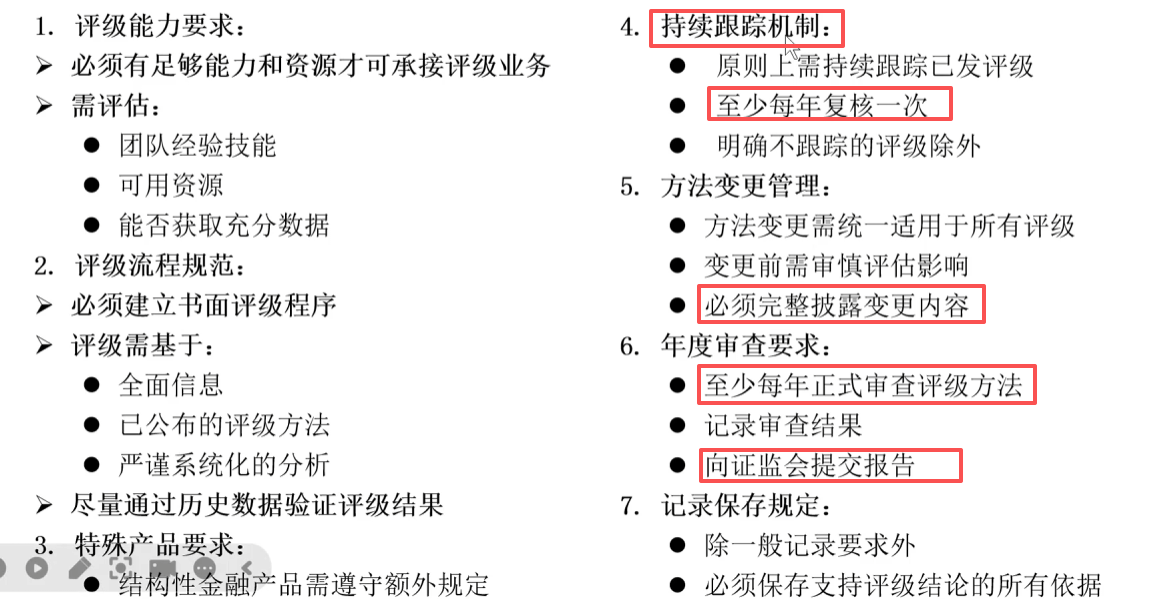 1. 评级能力要求：
➢ 必须有足够能力和资源才可承接评级业务
➢ 需评估：
● 团队经验技能
● 可用资源
● 能否获取充分数据
2. 评级流程规范：
➢ 必须建立书面评级程序
➢ 评级需基于：
● 全面信息
● 已公布的评级方法
● 严谨系统化的分析
➢ 尽量通过历史数据验证评级结果
3. 特殊产品要求：
● 结构性金融产品需遵守额外规定
4. 持续跟踪机制：
● 原则上需持续跟踪已发评级
● 至少每年复核一次
● 明确不跟踪的评级除外
5. 方法变更管理：
● 方法变更需统一适用于所有评级
● 变更前需审慎评估影响
● 必须完整披露变更内容
6. 年度审查要求：
● 至少每年正式审查评级方法
● 记录审查结果
● 向证监会提交报告
7. 记录保存规定：
● 除一般记录要求外
● 必须保存支持评级结论的所有依据